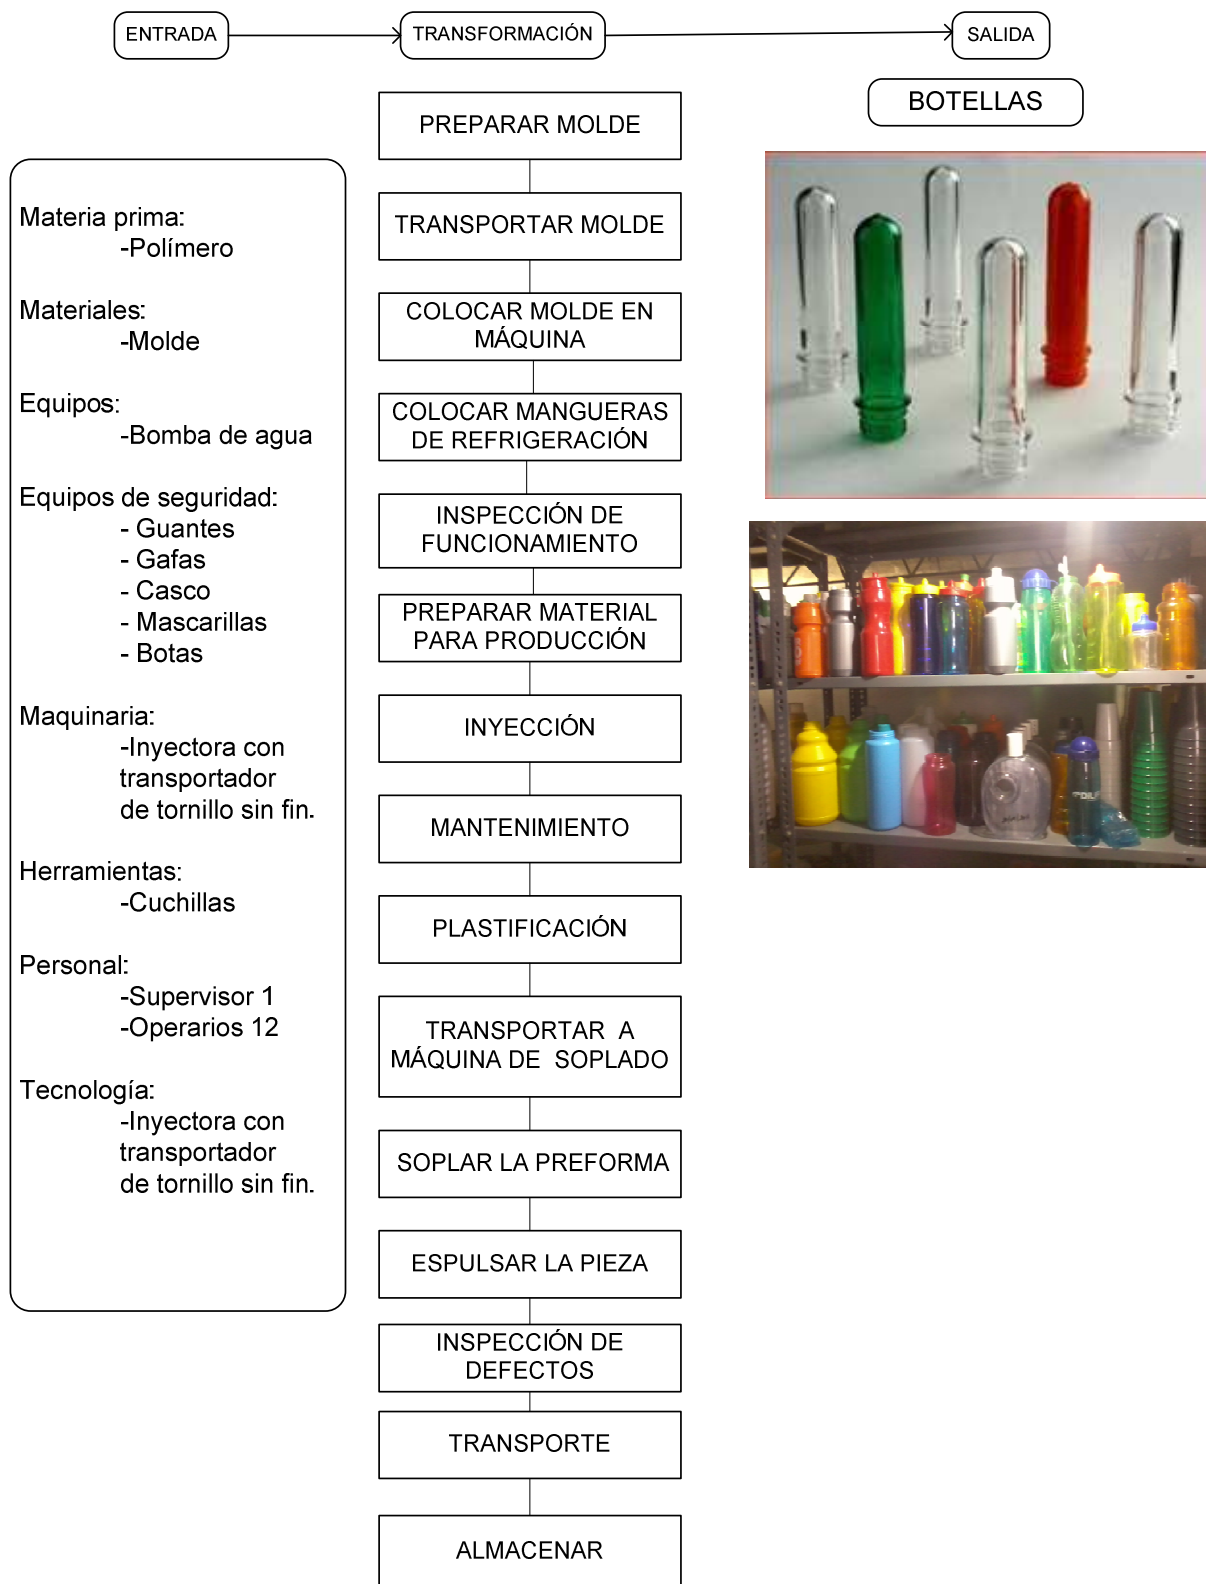 ENTRADA
TRANSFORMACIÓN
SALIDA
Materia prima:
-Polímero
Materiales:
-Molde
Equipos:
-Bomba de agua
Equipos de seguridad:
- Guantes
- Gafas
- Casco
- Mascarillas
- Botas
Maquinaria:
-Inyectora con
transportador
de tornillo sin fin.
Herramientas:
-Cuchillas
Personal:
-Supervisor 1
-Operarios 12
Tecnología:
-Inyectora con
transportador
de tornillo sin fin.
PREPARAR MOLDE
TRANSPORTAR MOLDE
COLOCAR MOLDE EN
MÁQUINA
COLOCAR MANGUERAS
DE REFRIGERACIÓN
INSPECCIÓN DE
FUNCIONAMIENTO
PREPARAR MATERIAL
PARA PRODUCCIÓN
INYECCIÓN
MANTENIMIENTO
PLASTIFICACIÓN
TRANSPORTAR A
MÁQUINA DE SOPLADO
SOPLAR LA PREFORMA
ESPULSAR LA PIEZA
INSPECCIÓN DE
DEFECTOS
TRANSPORTE
ALMACENAR
BOTELLAS